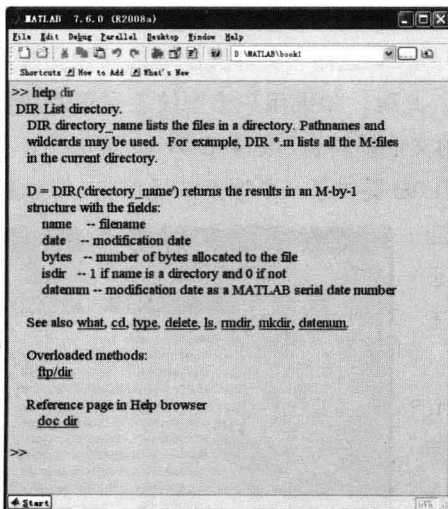 MATLAB 7.6.0 (R2008a)
File Edit Debug Parallel Desktop Window Help
D:\MATLAB\book1
Shortcuts How to Add What's New
>> help dir
DIR List directory.
DIR directory_name lists the files in a directory. Pathnames and
wildcards may be used. For example, DIR *.m lists all the M-files
in the current directory.
D = DIR('directory_name') returns the results in an M-by-1
structure with the fields:
name -- filename
date -- modification date
bytes -- number of bytes allocated to the file
isdir -- 1 if name is a directory and 0 if not
datenum -- modification date as a MATLAB serial date number
See also what, cd, type, delete, ls, rmdir, mkdir, datenum.
Overloaded methods:
ftp/dir
Reference page in Help browser
doc dir
>>
Start